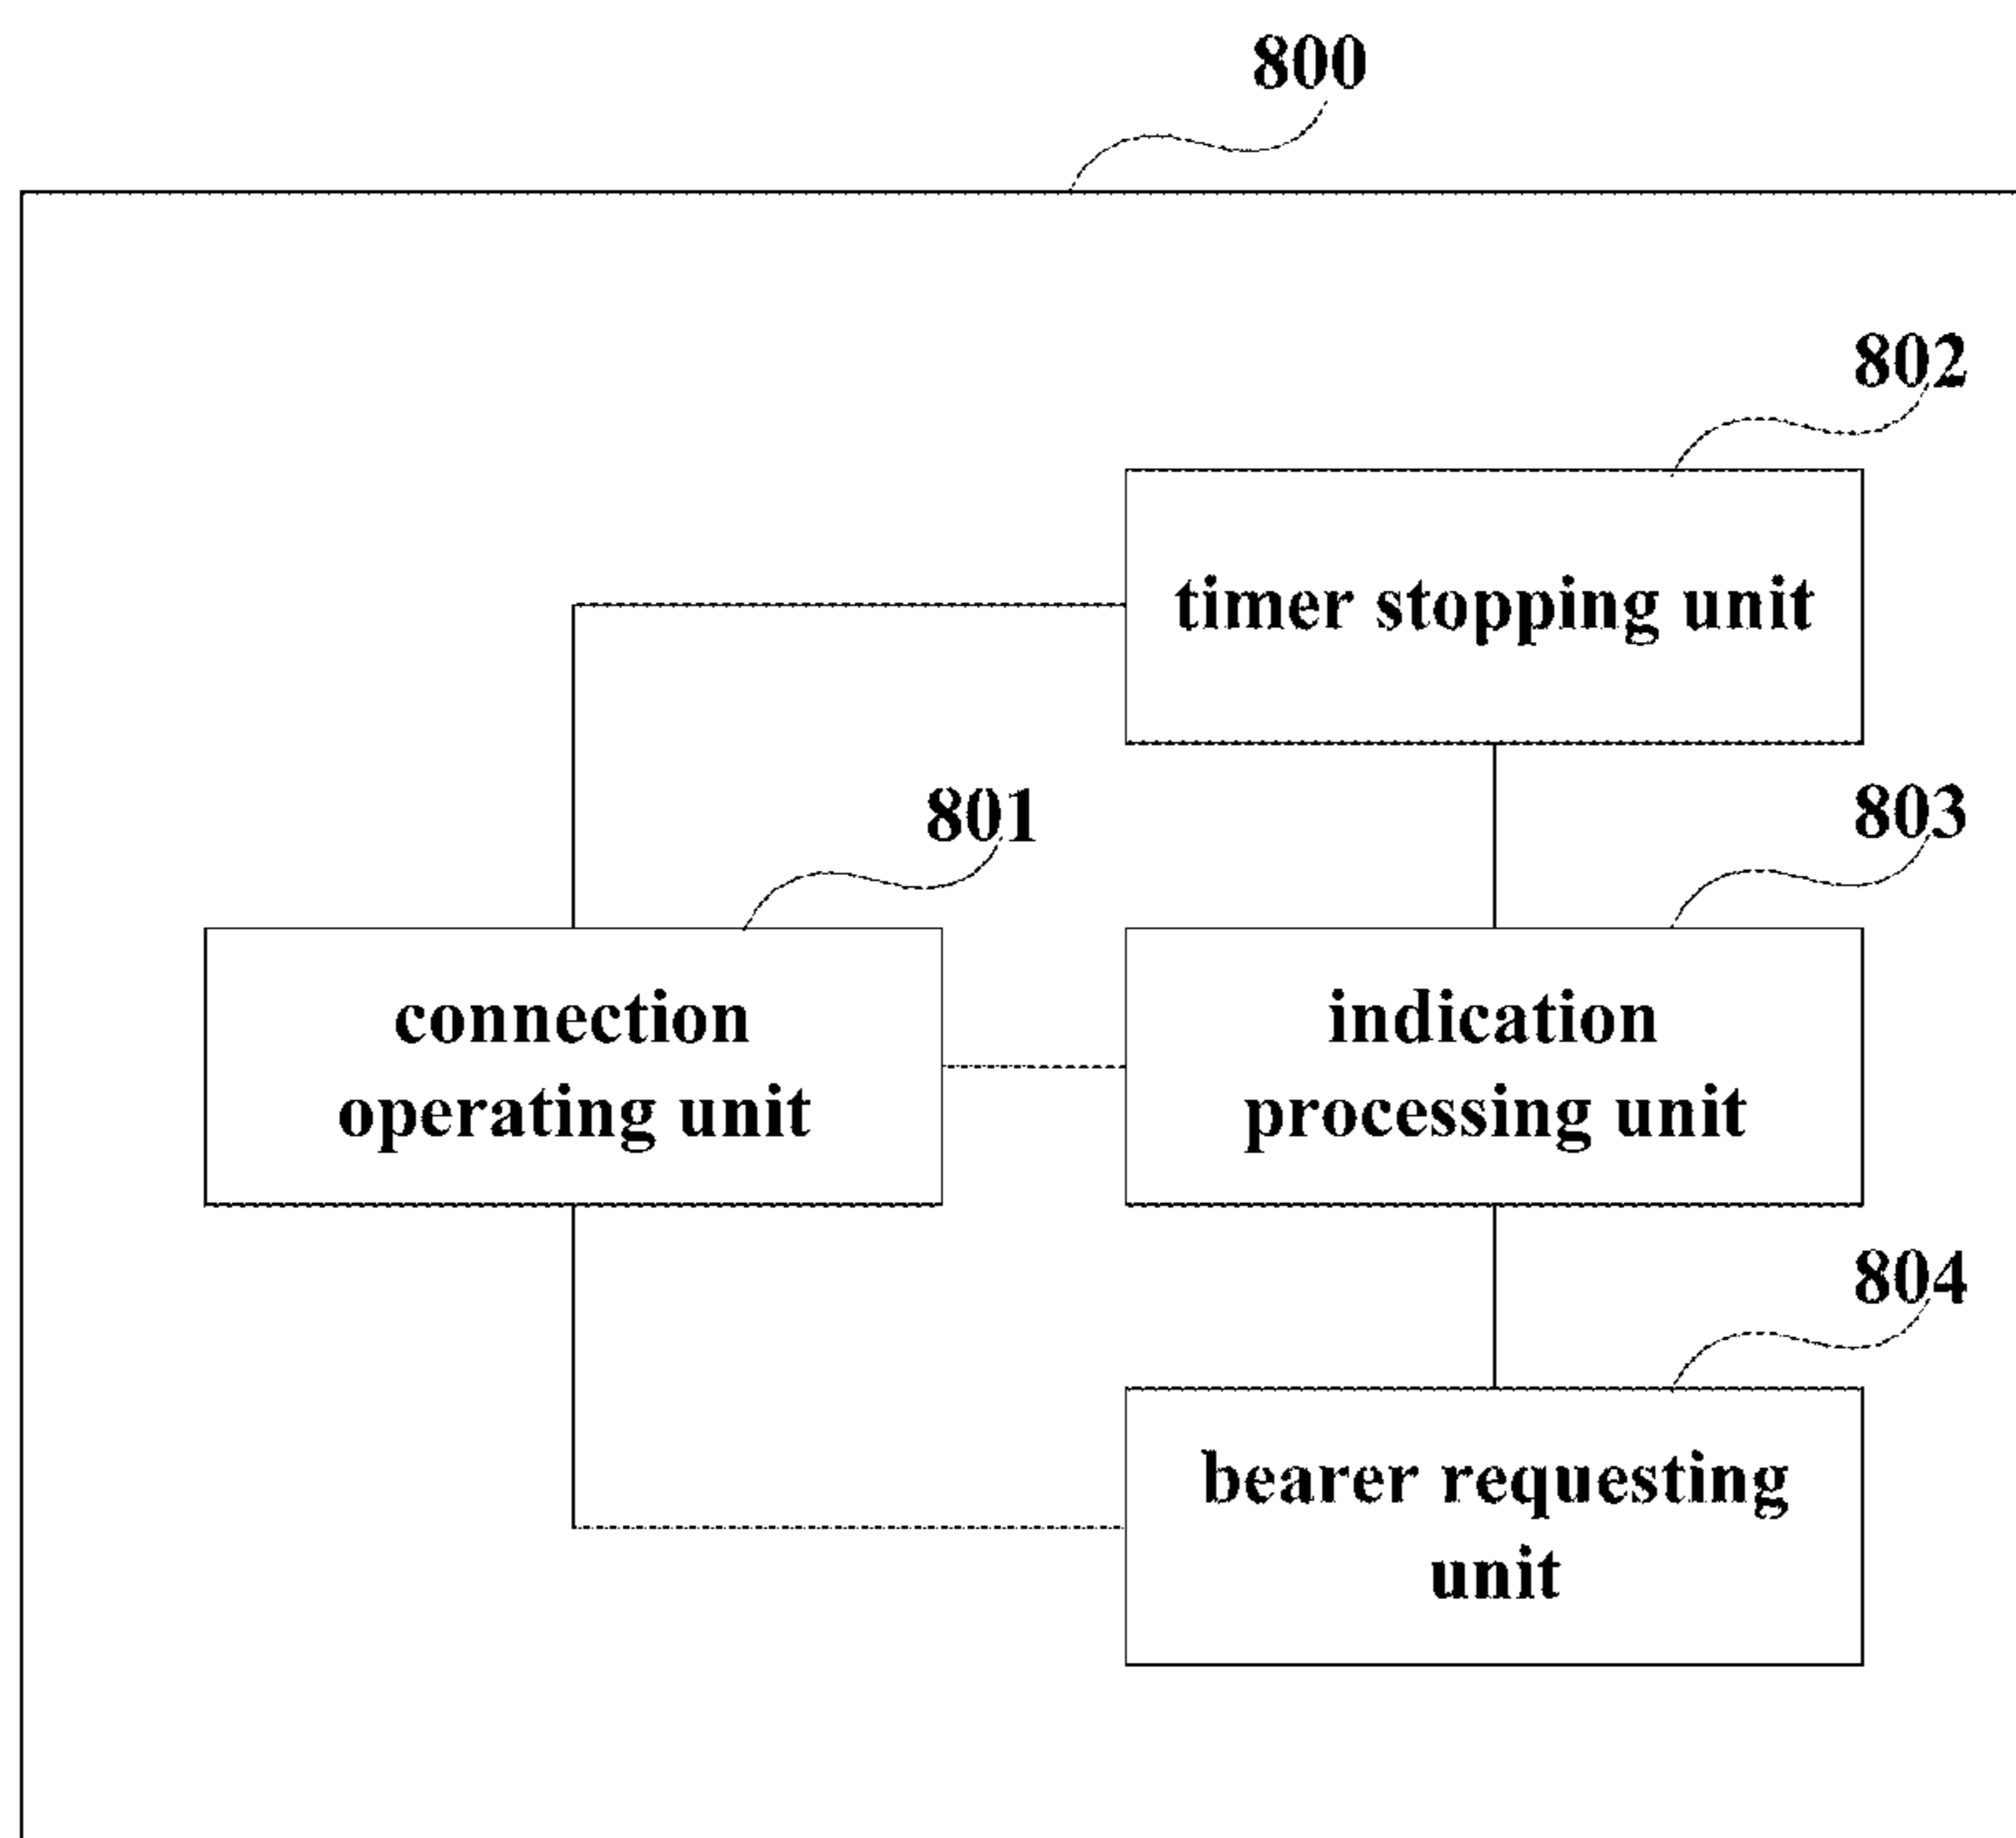 800
802
timer stopping unit
801
803
connection
operating unit
indication
processing unit
804
bearer requesting
unit